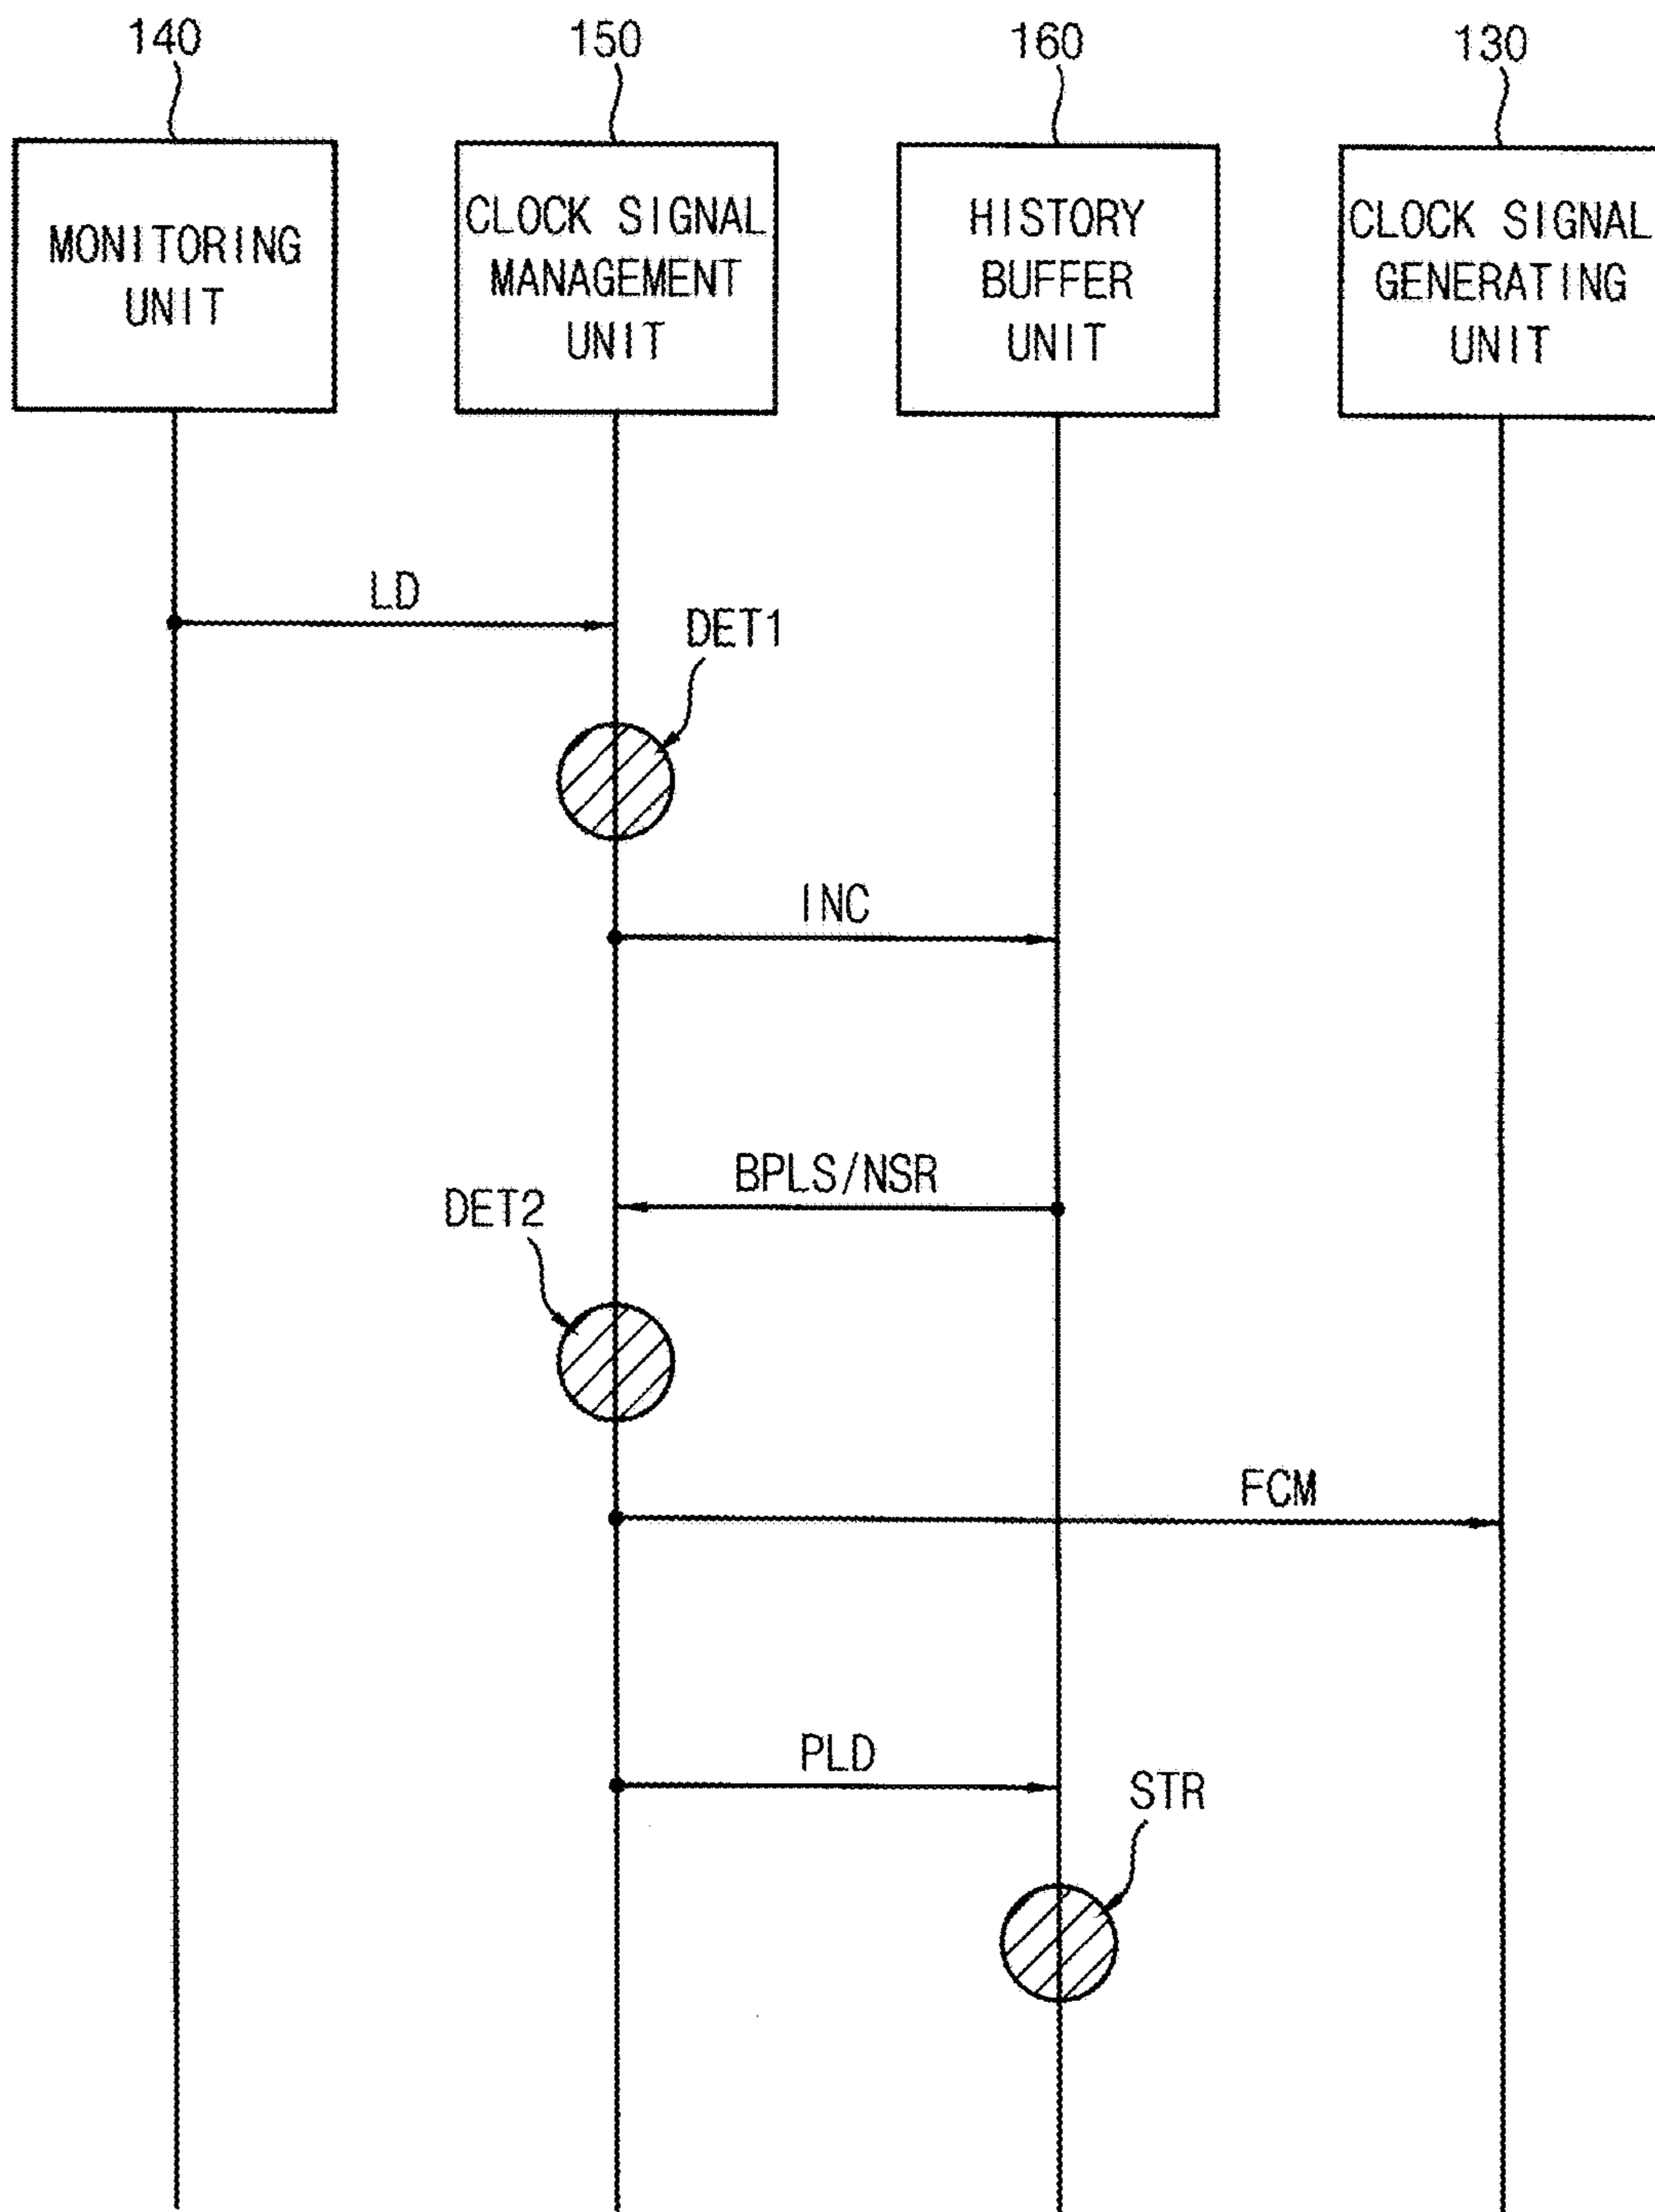 140
150
160
130
MONITORING
UNIT
CLOCK SIGNAL
MANAGEMENT
UNIT
HISTORY
BUFFER
UNIT
CLOCK SIGNAL
GENERATING
UNIT
LD
DET1
INC
BPLS/NSR
DET2
FCM
PLD
STR